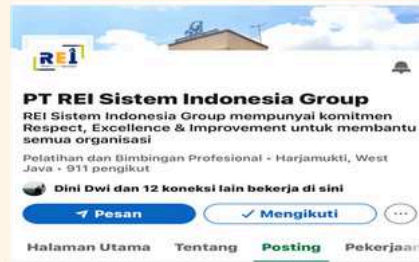 REI
PT REI Sistem Indonesia Group
REI Sistem Indonesia Group mempunyai komitmen
Respect, Excellence & Improvement untuk membantu
semua organisasi
Pelatihan dan Bimbingan Profesional • Harjamukti, West
Java • 911 pengikut
Dini Dwi dan 12 koneksi lain bekerja di sini
Pesan
Mengikuti
Halaman Utama Tentang Posting Pekerjaan